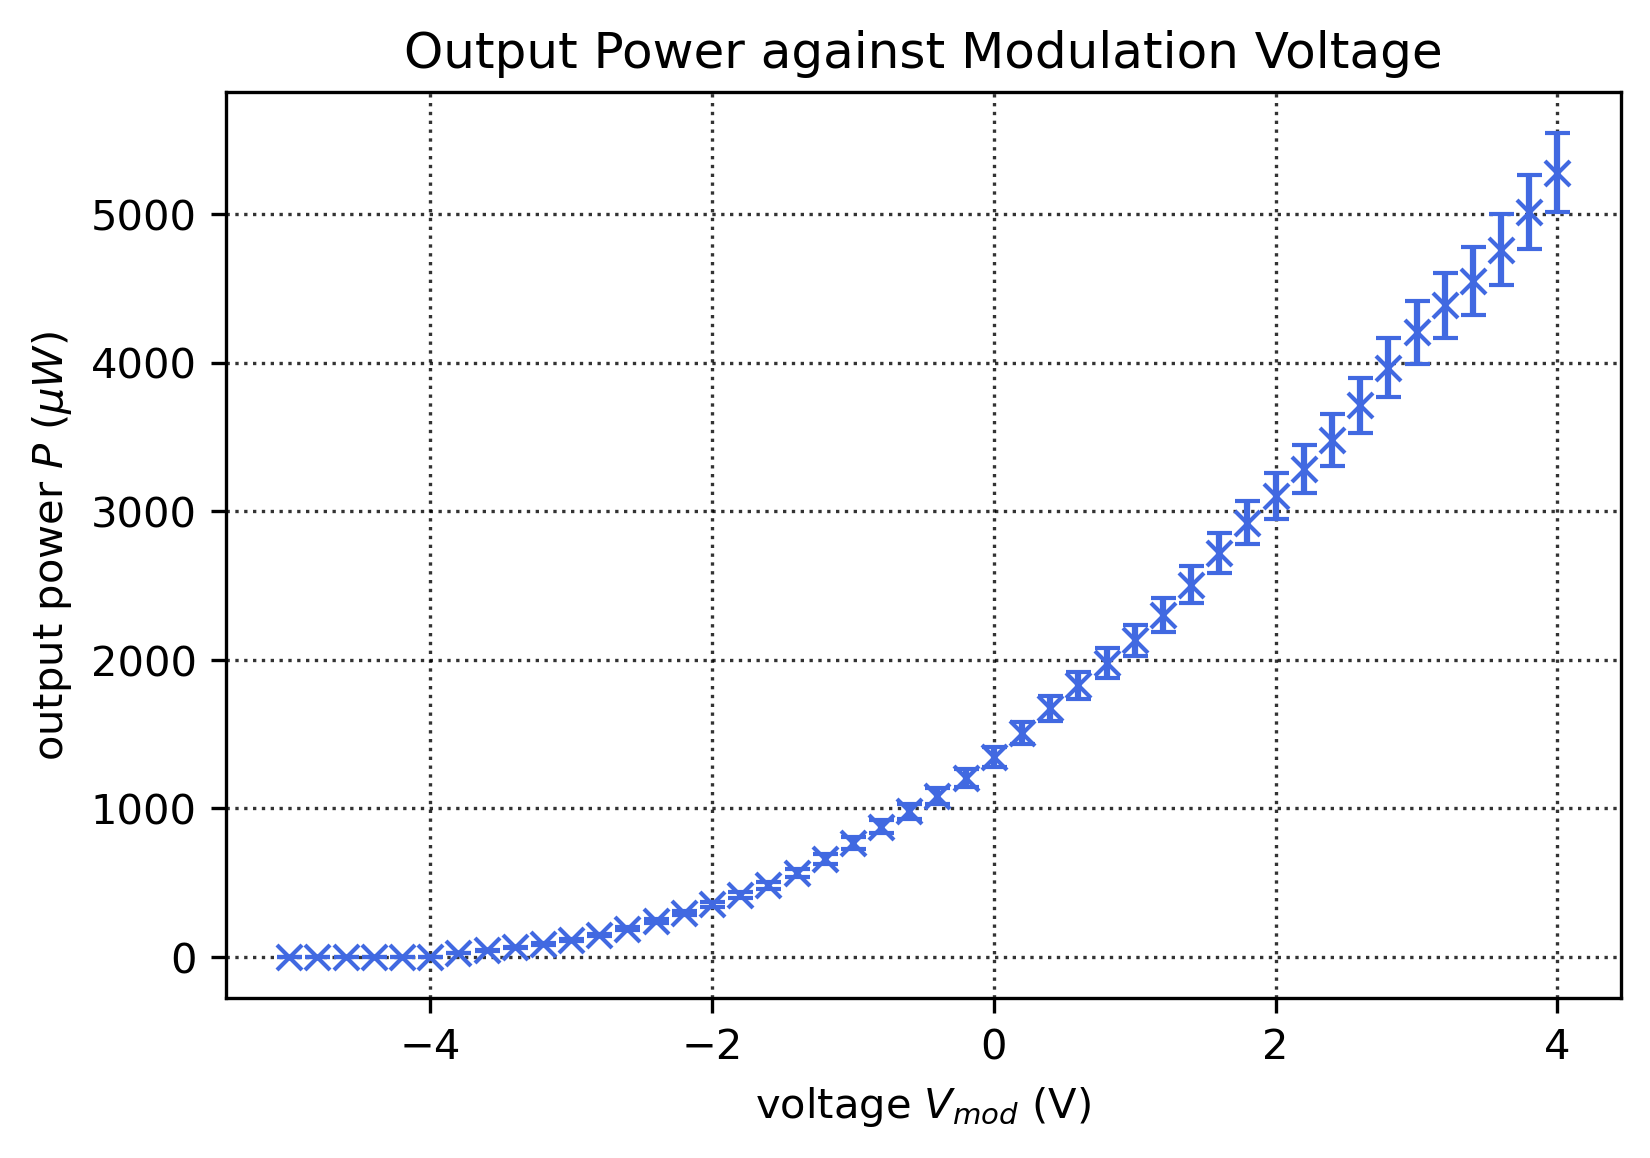 Output Power against Modulation Voltage
output power P (μW)
5000
4000
3000
2000
1000
0
−4 −2 0 2 4
voltage Vmod (V)